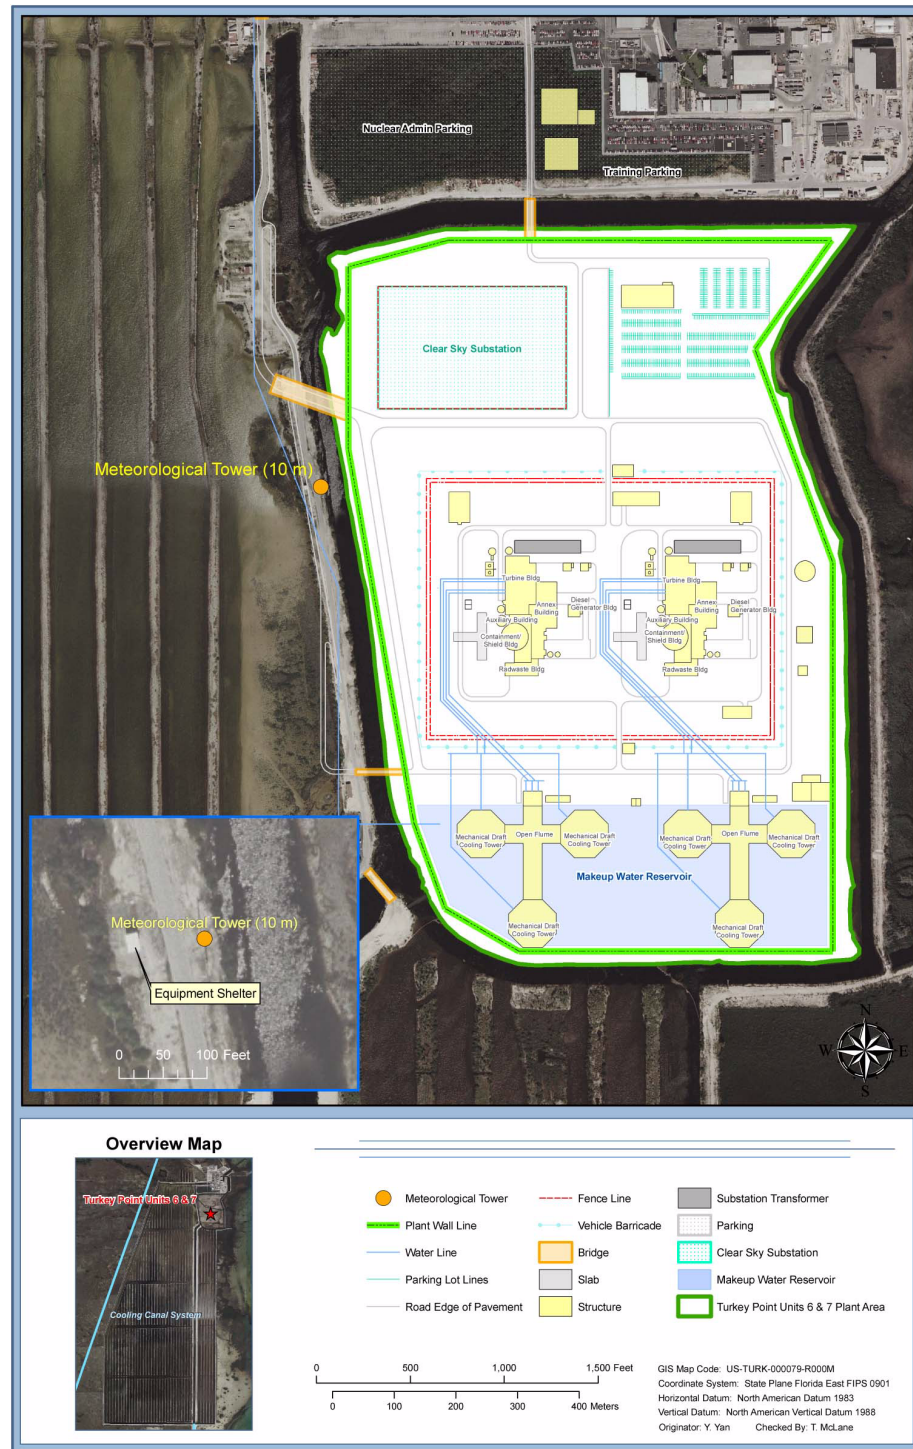 Nuclear Admin Parking
Training Parking
Clear Sky Substation
Meteorological Tower (10 m)
Turbine Bldg
Annex
Building
Diesel
Generator Bldg
Auxiliary Building
Containment/
Shield Bldg
Radwaste Bldg
Turbine Bldg
Annex
Building
Diesel
Generator Bldg
Auxiliary Building
Containment/
Shield Bldg
Radwaste Bldg
Mechanical Draft
Cooling Tower
Open Flume
Mechanical Draft
Cooling Tower
Mechanical Draft
Cooling Tower
Open Flume
Mechanical Draft
Cooling Tower
Makeup Water Reservoir
Mechanical Draft
Cooling Tower
Mechanical Draft
Cooling Tower
Meteorological Tower (10 m)
Equipment Shelter
0 50 100 Feet
N
W E
S
Overview Map
Turkey Point Units 6 & 7
Cooling Canal System
Meteorological Tower
Plant Wall Line
Water Line
Parking Lot Lines
Road Edge of Pavement
Fence Line
Vehicle Barricade
Bridge
Slab
Structure
Substation Transformer
Parking
Clear Sky Substation
Makeup Water Reservoir
Turkey Point Units 6 & 7 Plant Area
0 500 1,000 1,500 Feet
0 100 200 300 400 Meters
GIS Map Code: US-TURK-000079-R000M
Coordinate System: State Plane Florida East FIPS 0901
Horizontal Datum: North American Datum 1983
Vertical Datum: North American Vertical Datum 1988
Originator: Y. Yan Checked By: T. McLane